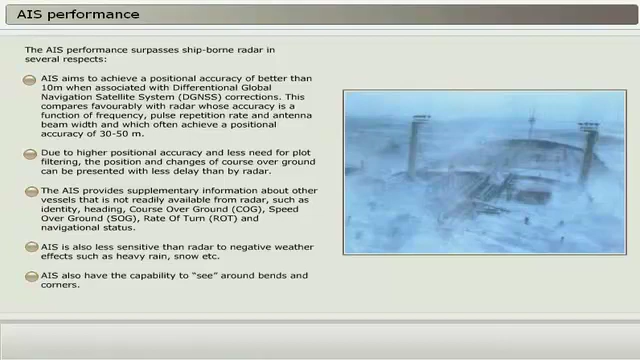 AIS performance
The AIS performance surpasses ship-borne radar in
several respects:
AIS aims to achieve a positional accuracy of better than
10m when associated with Differential Global
Navigation Satellite System (DGNSS) corrections. This
compares favourably with radar whose accuracy is a
function of frequency, pulse repetition rate and antenna
beam width and which often achieve a positional
accuracy of 30-50 m.
Due to higher positional accuracy and less need for plot
filtering, the position and changes of course over ground
can be presented with less delay than by radar.
The AIS provides supplementary information about other
vessels that is not readily available from radar, such as
identity, heading, Course Over Ground (COG), Speed
Over Ground (SOG), Rate Of Turn (ROT) and
navigational status.
AIS is also less sensitive than radar to negative weather
effects such as heavy rain, snow etc.
AIS also have the capability to “see” around bends and
corners.